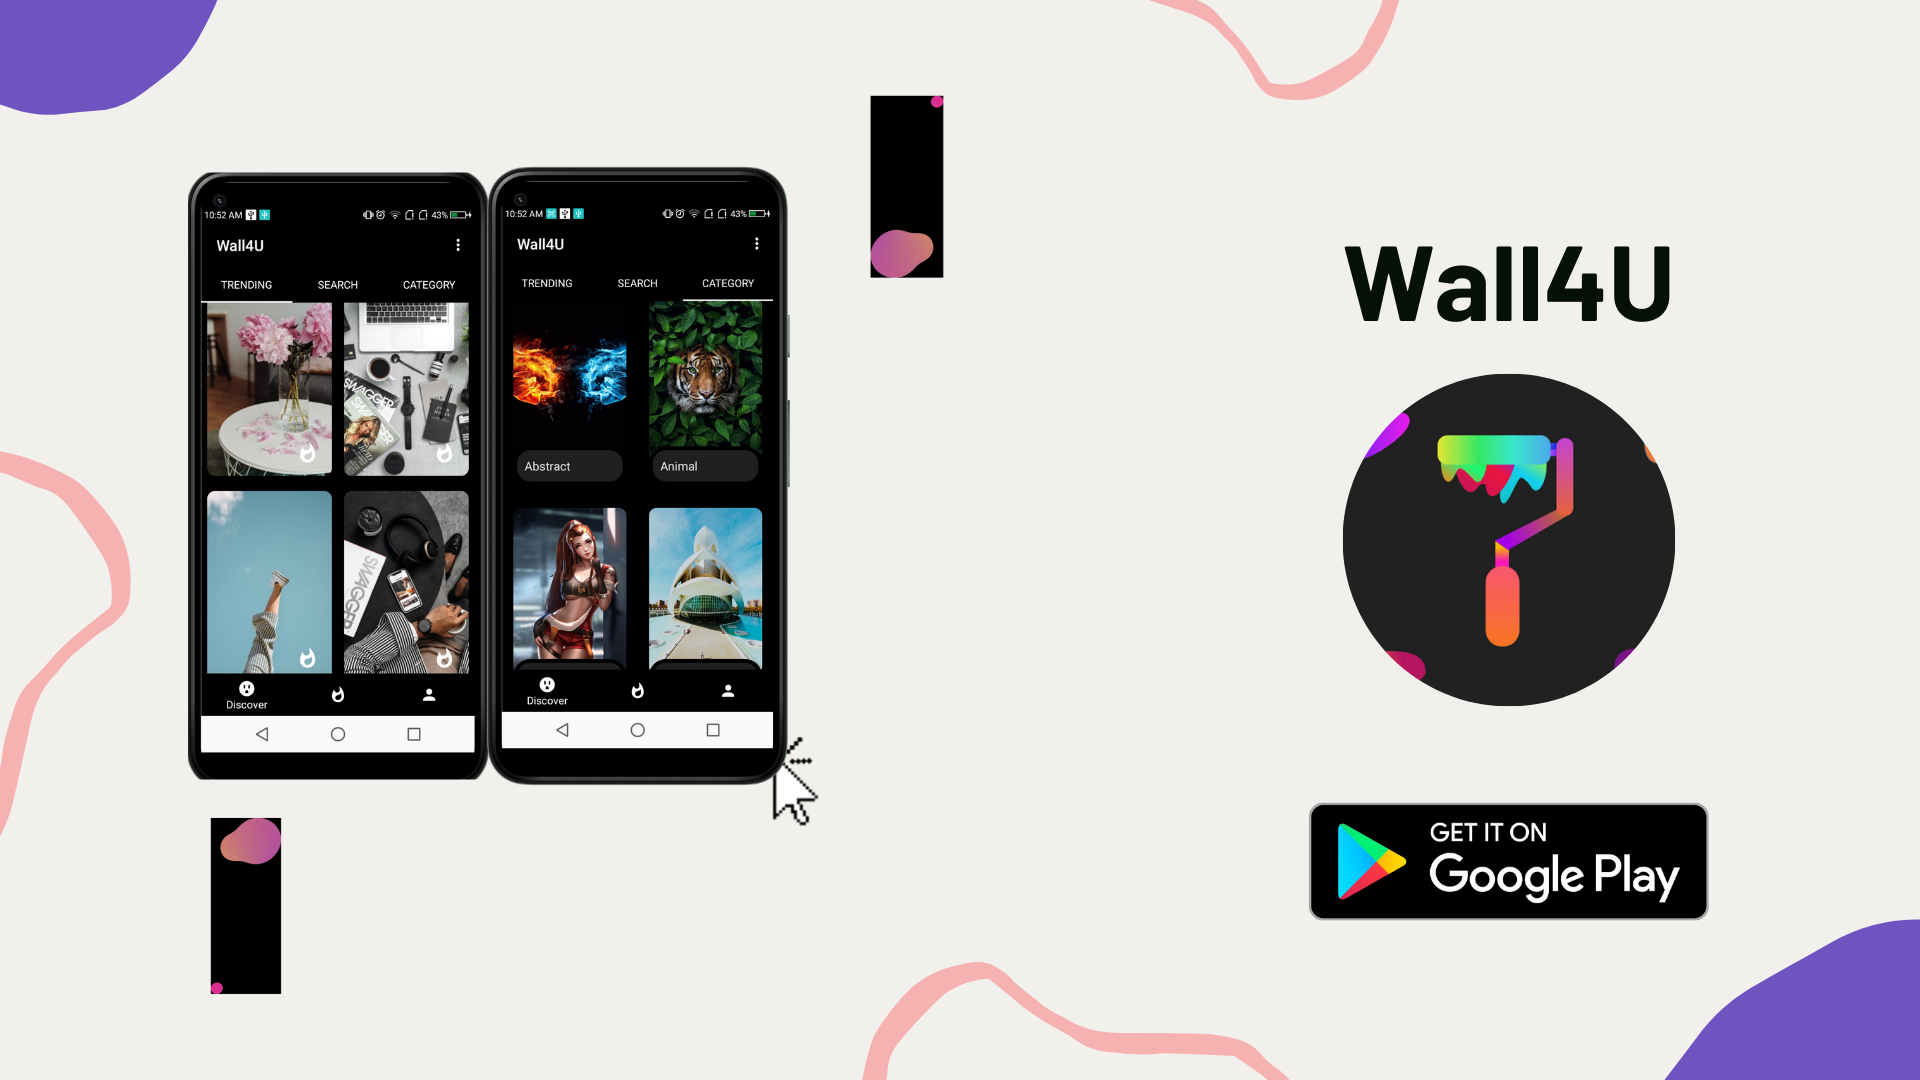 10:52 AM
43%
Wall4U
TRENDING SEARCH CATEGORY
SWAGGER
SWAGGER
Discover
10:52 AM
43%
Wall4U
TRENDING SEARCH CATEGORY
Abstract
Animal
Discover
Wall4U
GET IT ON
Google Play